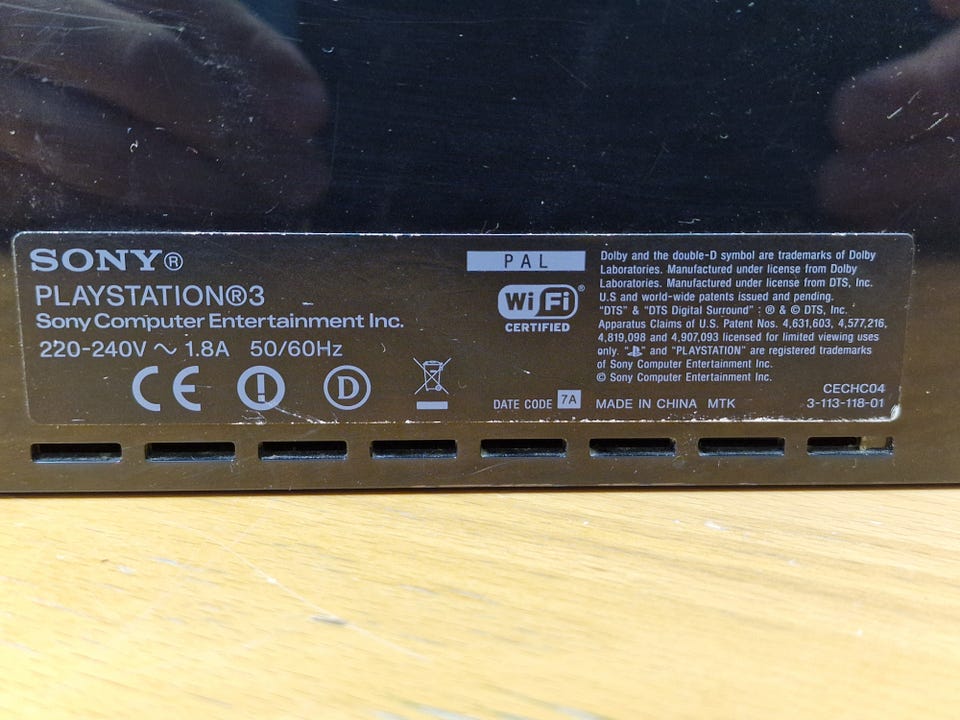 SONY®
PLAYSTATION®3
Sony Computer Entertainment Inc.
220-240V ~ 1.8A 50/60Hz
CE
D
PAL
Wi Fi®
CERTIFIED
DATE CODE 7A
Dolby and the double-D symbol are trademarks of Dolby
Laboratories. Manufactured under license from Dolby
Laboratories. Manufactured under license from DTS, Inc.
U.S and world-wide patents issued and pending.
"DTS" & "DTS Digital Surround" : ® & © DTS, Inc.
Apparatus Claims of U.S. Patent Nos. 4,631,603, 4,577,216,
4,819,098 and 4,907,093 licensed for limited viewing uses
only. "PS" and "PLAYSTATION" are registered trademarks
of Sony Computer Entertainment Inc.
© Sony Computer Entertainment Inc.
MADE IN CHINA MTK
CECHC04
3-113-118-01